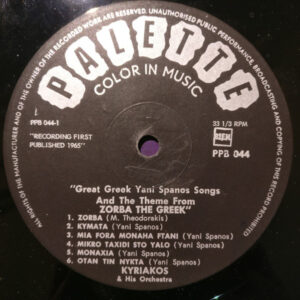 ALL RIGHTS OF THE MANUFACTURER AND OF THE OWNER OF THE RECORDED WORK ARE RESERVED. UNAUTHORISED PUBLIC PERFORMANCE, BROADCASTING AND COPYING OF THIS RECORD PROHIBITED
PALETTE
COLOR IN MUSIC
PPB 044-1
"RECORDING FIRST
PUBLISHED 1965"
33 1/3 RPM
PPB 044
"Great Greek Yani Spanos Songs
And The Theme From
ZORBA THE GREEK"
1. ZORBA (M. Theodorakis)
2. KYMATA (Yani Spanos)
3. MIA FORA MONAHA FTANI (Yani Spanos)
4. MIKRO TAXIDI STO YALO (Yani Spanos)
5. MONAXIA (Yani Spanos)
6. OTAN TIN NYKTA (Yani Spanos)
KYRIAKOS
& His Orchestra